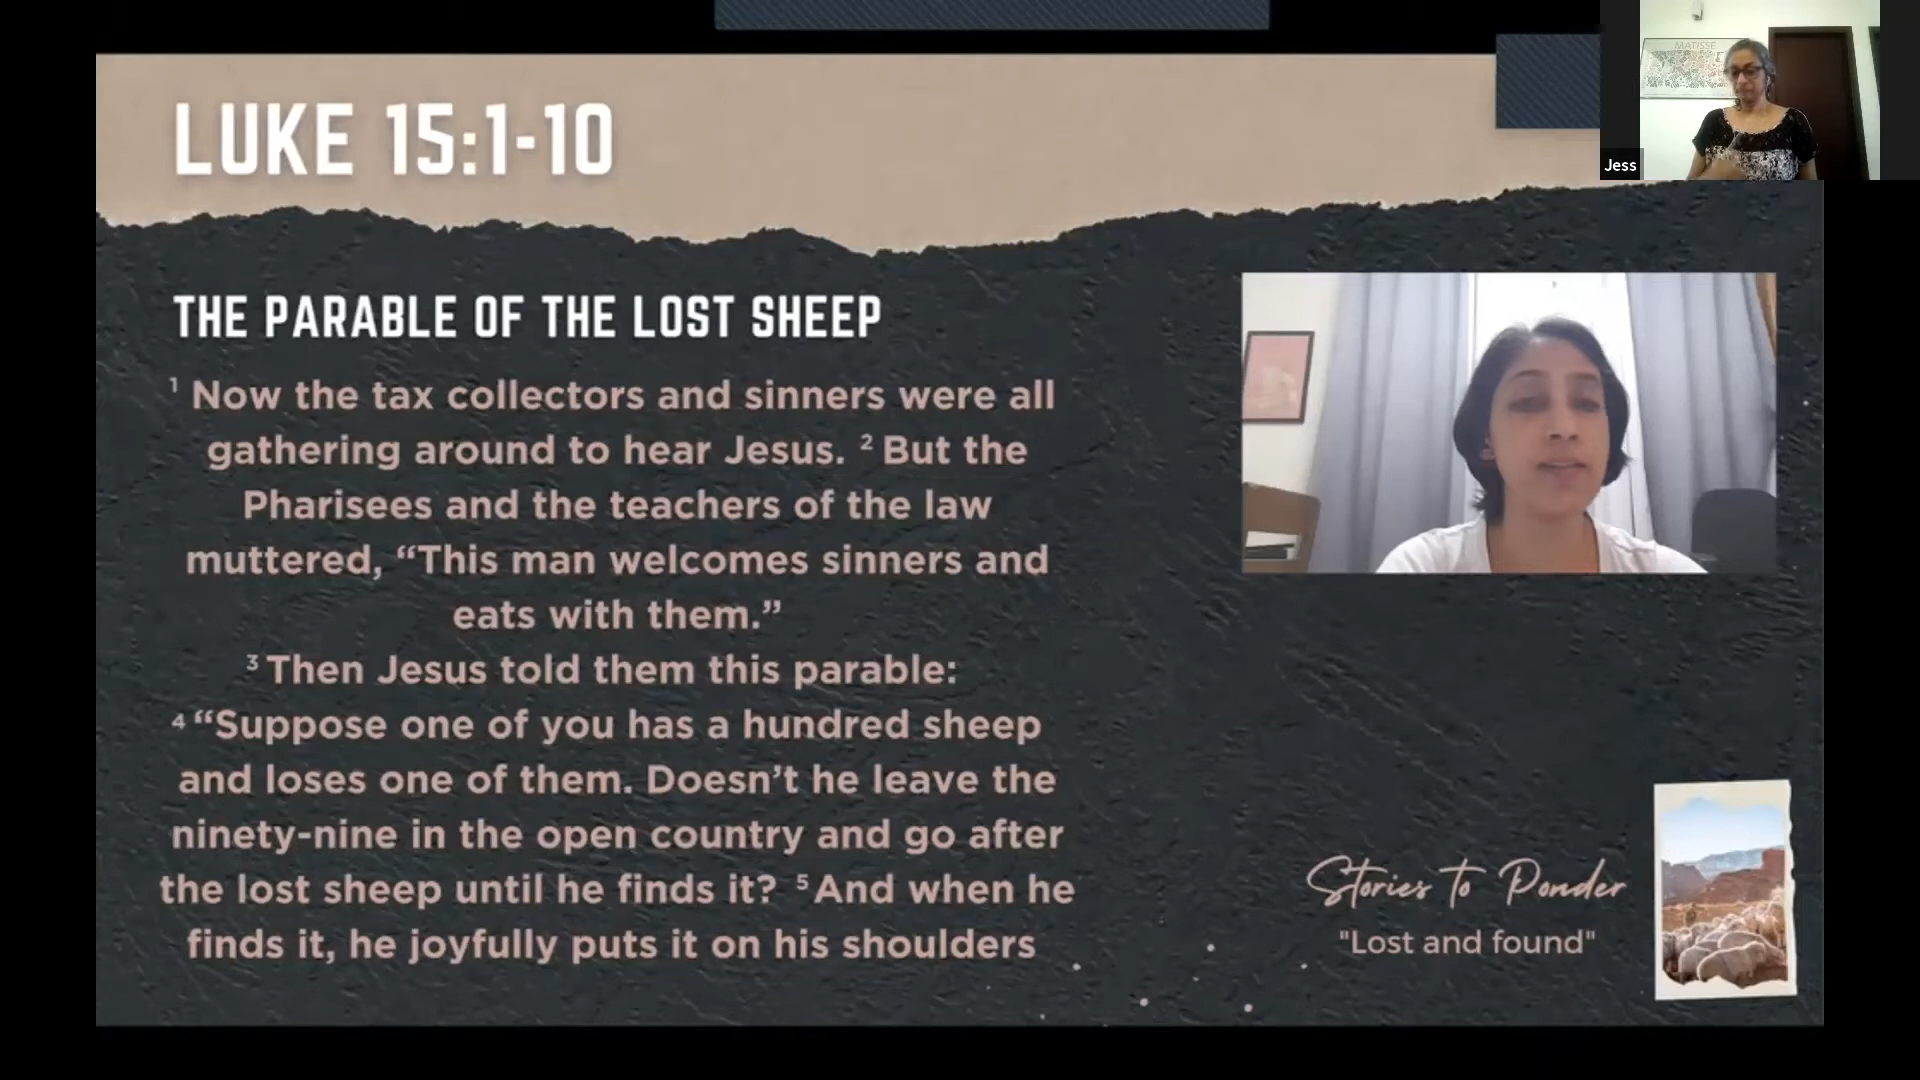 LUKE 15:1-10
MATISSE
Jess
THE PARABLE OF THE LOST SHEEP
1 Now the tax collectors and sinners were all
gathering around to hear Jesus. 2 But the
Pharisees and the teachers of the law
muttered, “This man welcomes sinners and
eats with them.”
3 Then Jesus told them this parable:
4 “Suppose one of you has a hundred sheep
and loses one of them. Doesn’t he leave the
ninety-nine in the open country and go after
the lost sheep until he finds it? 5 And when he
finds it, he joyfully puts it on his shoulders
Stories to Ponder
"Lost and found"